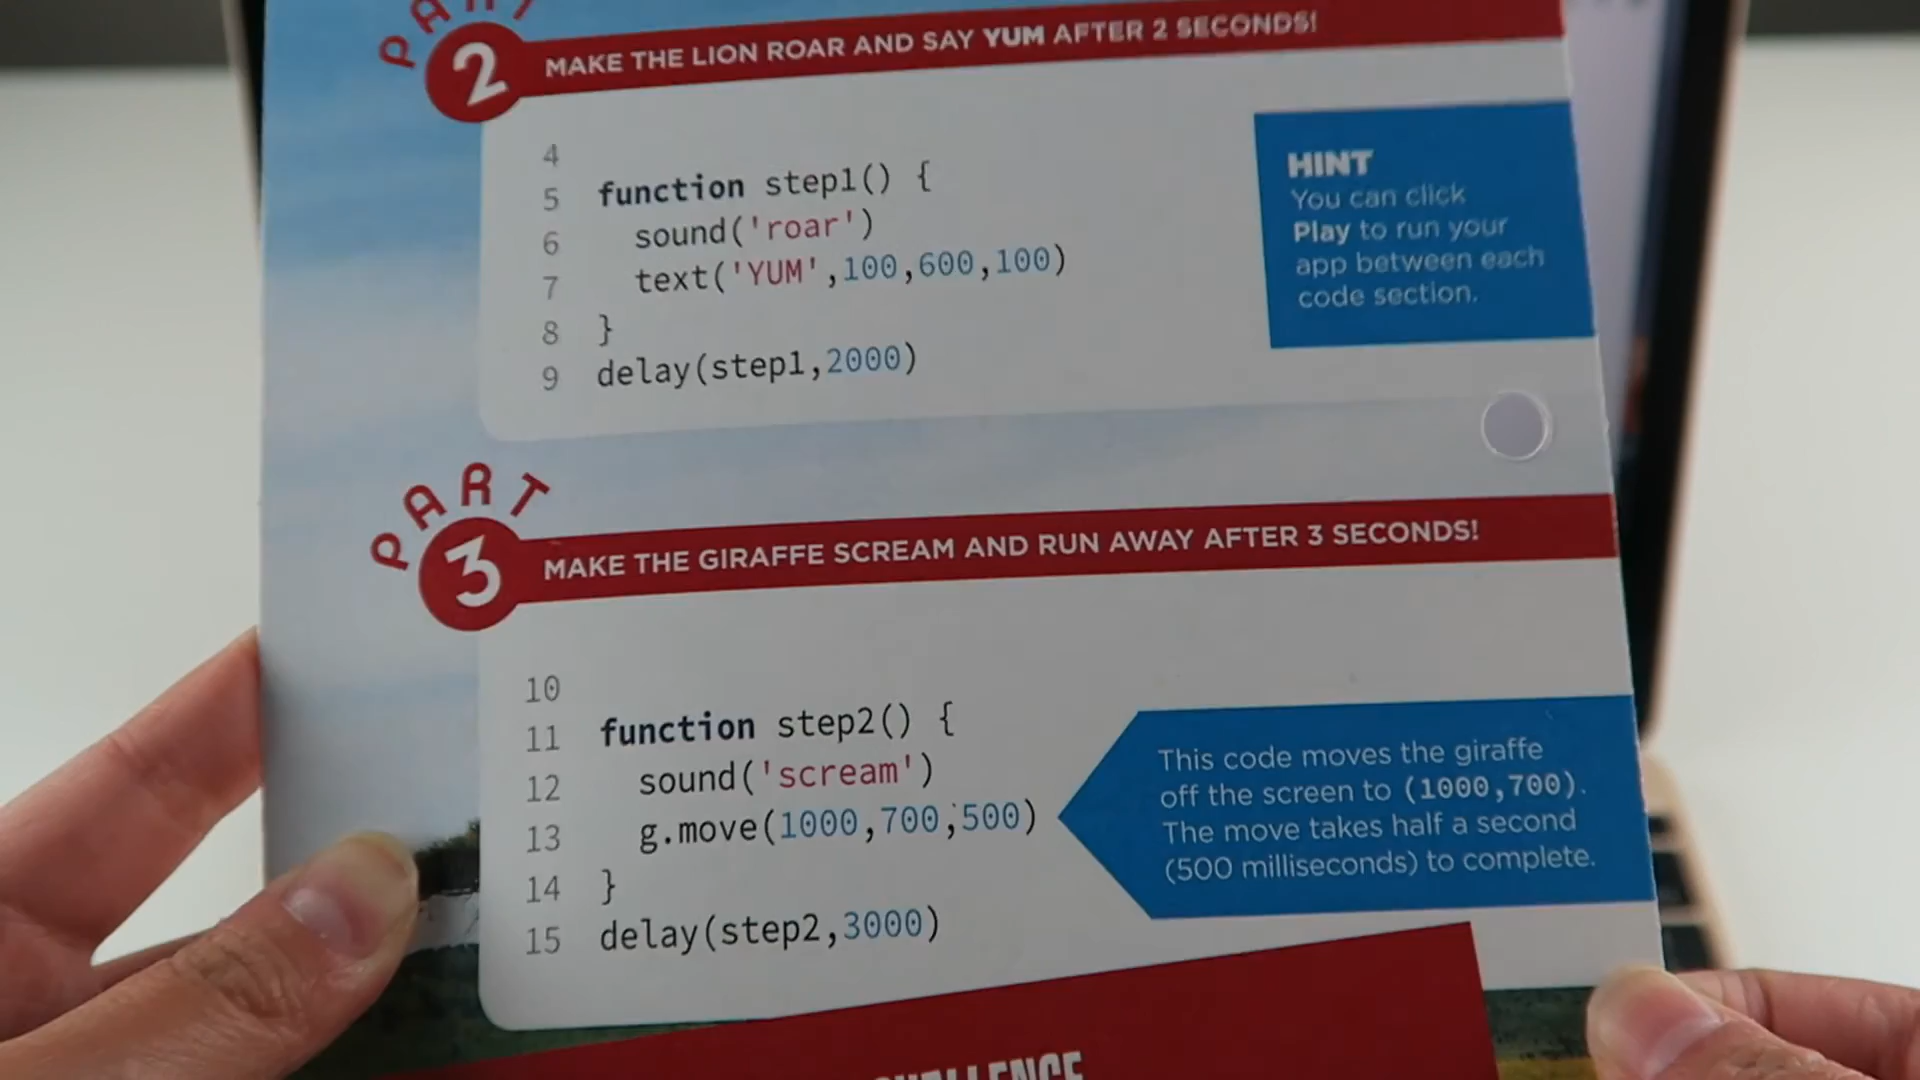 PART
2 MAKE THE LION ROAR AND SAY YUM AFTER 2 SECONDS!
4
5 function step1() {
6 sound('roar')
7 text('YUM',100,600,100)
8 }
9 delay(step1,2000)
HINT
You can click
Play to run your
app between each
code section.
PART
3 MAKE THE GIRAFFE SCREAM AND RUN AWAY AFTER 3 SECONDS!
10
11 function step2() {
12 sound('scream')
13 g.move(1000,700,500)
14 }
15 delay(step2,3000)
This code moves the giraffe
off the screen to (1000,700).
The move takes half a second
(500 milliseconds) to complete.
CHALLENGE